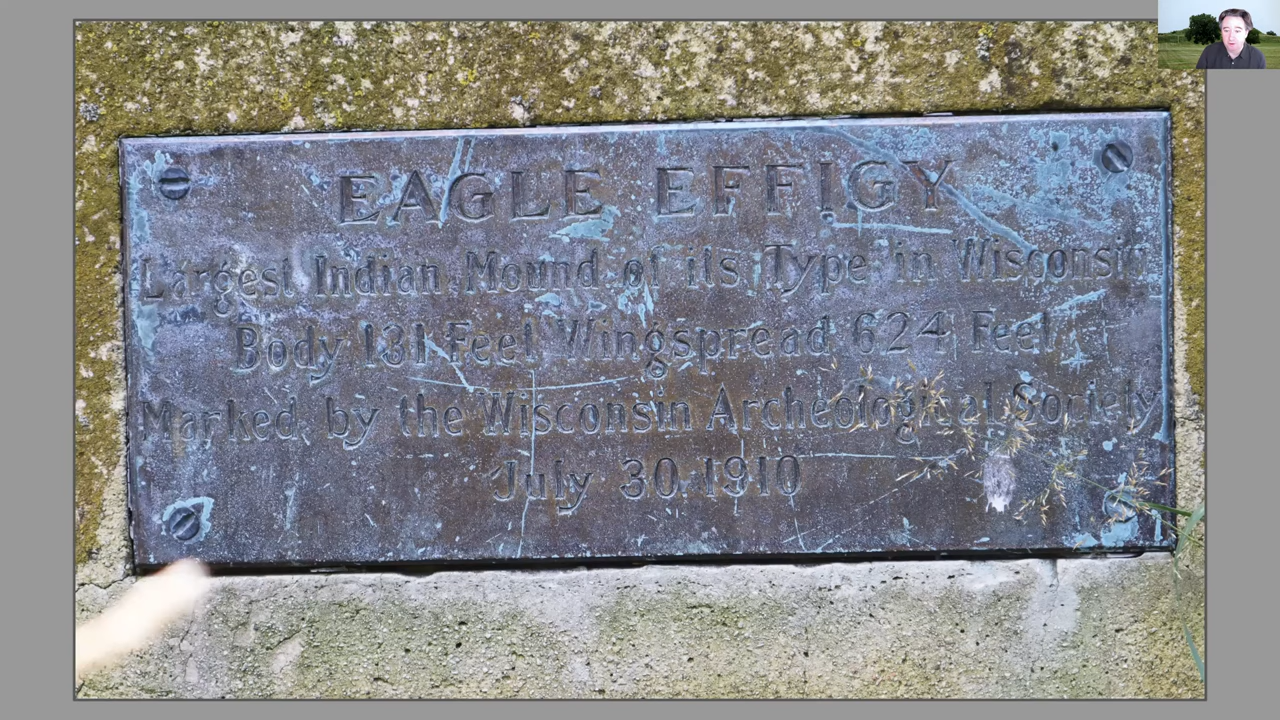 EAGLE EFFIGY
Largest Indian Mound of its Type in Wisconsin
Body 131 Feet Wingspread 624 Feet
Marked by the Wisconsin Archeological Society
July 30, 1910